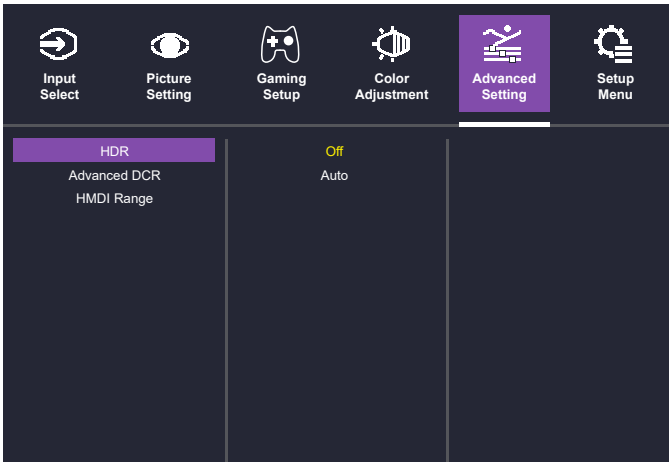 Input
Select
Picture
Setting
Gaming
Setup
Color
Adjustment
Advanced
Setting
Setup
Menu
HDR
Off
Advanced DCR
Auto
HMDI Range